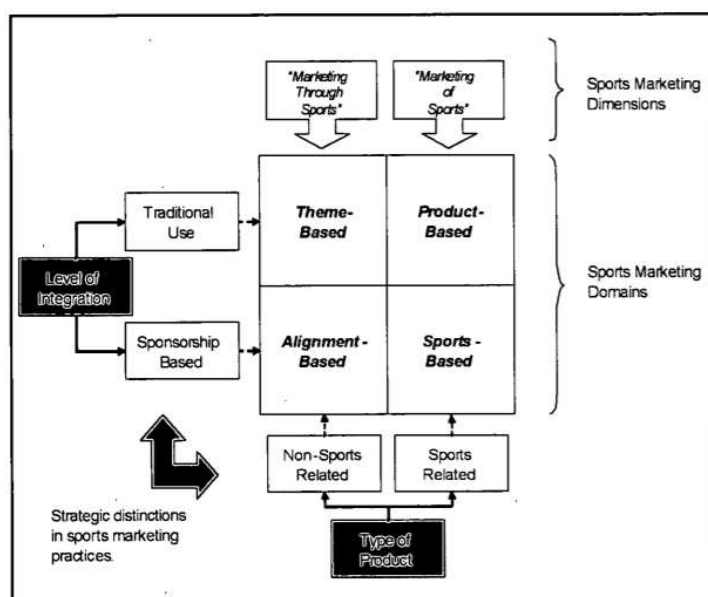 "Marketing
Through
Sports"
"Marketing
of
Sports"
Sports Marketing
Dimensions
Traditional
Use
Theme-
Based
Product-
Based
Level of
Integration
Sports Marketing
Domains
Sponsorship
Based
Alignment-
Based
Sports -
Based
Non-Sports
Related
Sports
Related
Strategic distinctions
in sports marketing
practices.
Type of
Product